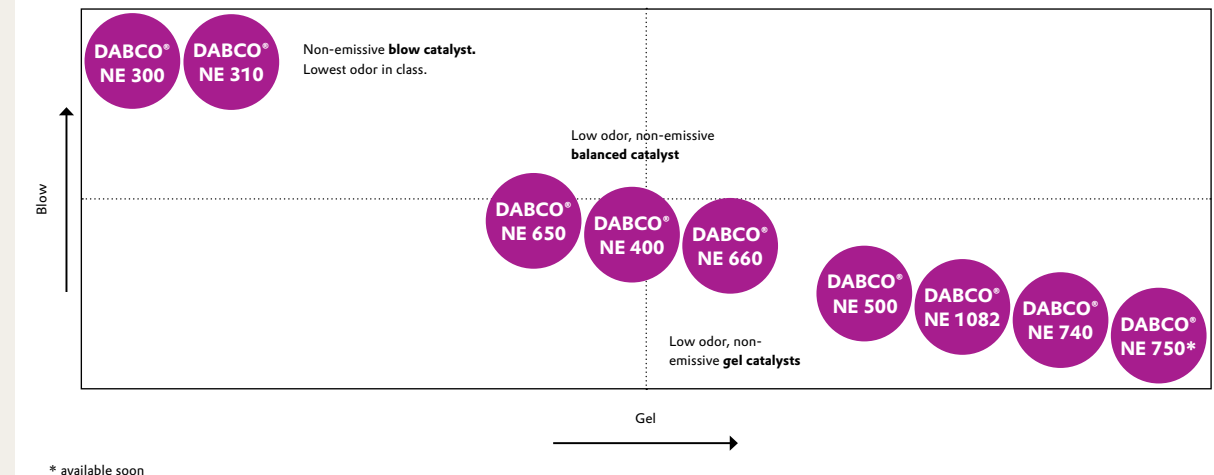 DABCO®
NE 300
DABCO®
NE 310
Non-emissive blow catalyst.
Lowest odor in class.
Low odor, non-emissive
balanced catalyst
Blow
DABCO®
NE 650
DABCO®
NE 400
DABCO®
NE 660
DABCO®
NE 500
DABCO®
NE 1082
DABCO®
NE 740
DABCO®
NE 750*
Low odor, non-
emissive gel catalysts
Gel
* available soon